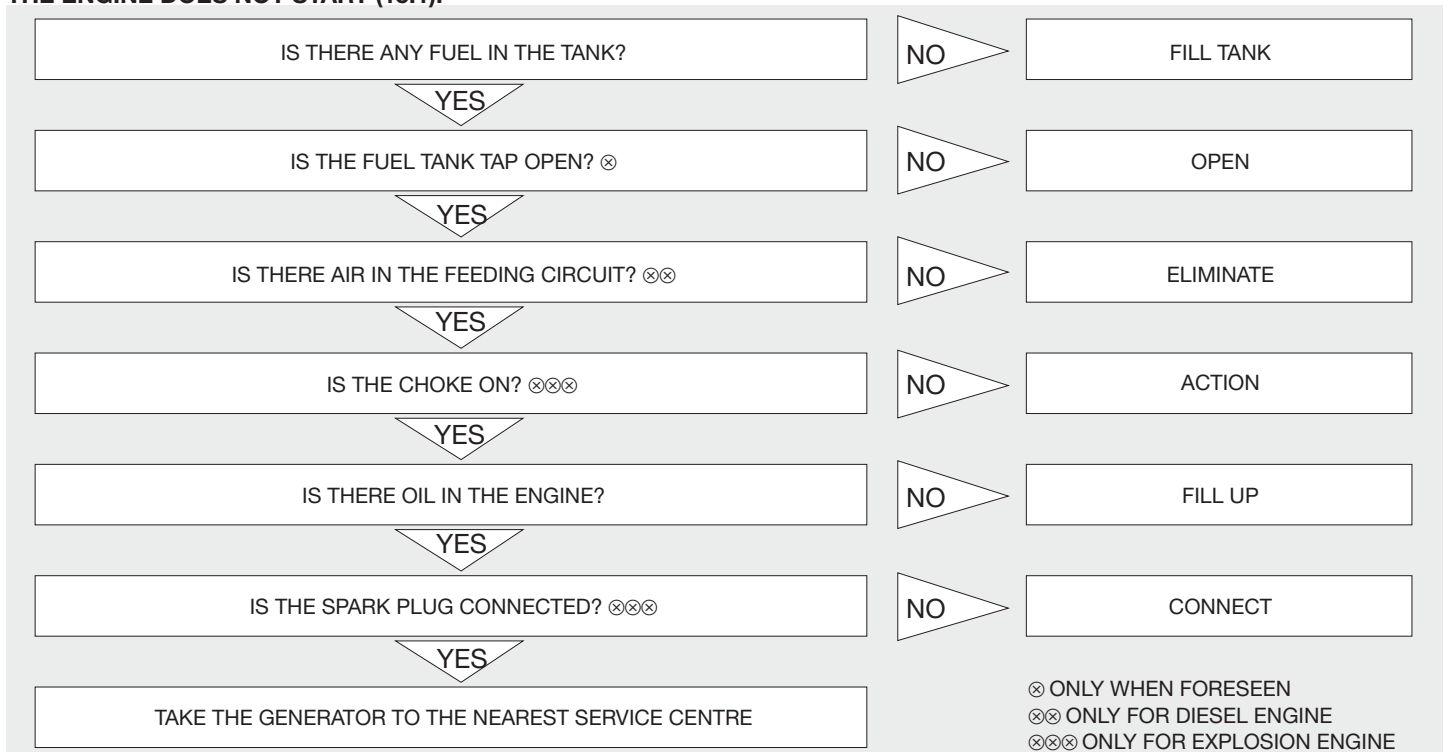 IS THERE ANY FUEL IN THE TANK?
NO
FILL TANK
YES
IS THE FUEL TANK TAP OPEN? ⊗
NO
OPEN
YES
IS THERE AIR IN THE FEEDING CIRCUIT? ⊗⊗
NO
ELIMINATE
YES
IS THE CHOKE ON? ⊗⊗⊗
NO
ACTION
YES
IS THERE OIL IN THE ENGINE?
NO
FILL UP
YES
IS THE SPARK PLUG CONNECTED? ⊗⊗⊗
NO
CONNECT
YES
TAKE THE GENERATOR TO THE NEAREST SERVICE CENTRE
⊗ ONLY WHEN FORESEEN
⊗⊗ ONLY FOR DIESEL ENGINE
⊗⊗⊗ ONLY FOR EXPLOSION ENGINE